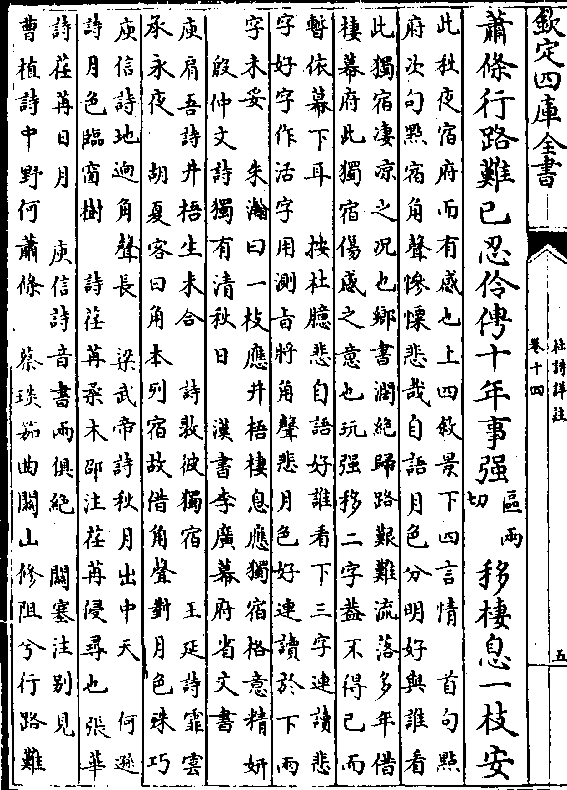 欽定四庫全書
杜詩詳註
卷十四
五
蕭條行路難已忍伶俜十年事强區兩切移棲息一枝安
此秋夜宿府而有感也上四敘景下四言情 首句點
府次句點宿角聲慘慄悲哉自語月色分明好與誰看
此獨宿凄凉之况也鄉書濶絶歸路艱難流落多年借
棲幕府此獨宿傷感之意也玩强移二字葢不得已而
暫依幕下耳 按杜臆悲自語好誰看下三字連讀悲
字好字作活字用測㫖將角聲悲月色好連讀於下兩
字未妥 朱瀚曰一枝應井梧棲息應獨宿格意精妍
殷仲文詩獨有清秋日 漢書李廣幕府省文書
庾肩吾詩井梧生未合 詩敦彼獨宿 王延詩霏雲
承永夜 胡夏客曰角本列宿故借角聲對月色殊巧
庾信詩地迥角聲長 梁武帝詩秋月出中天 何遜
詩月色臨窗樹 詩荏苒柔木邵注荏苒侵尋也 張華
詩荏苒日月 庾信詩音書兩俱絶 關塞注别見
曹植詩中野何蕭條 蔡琰笳曲關山修阻兮行路難